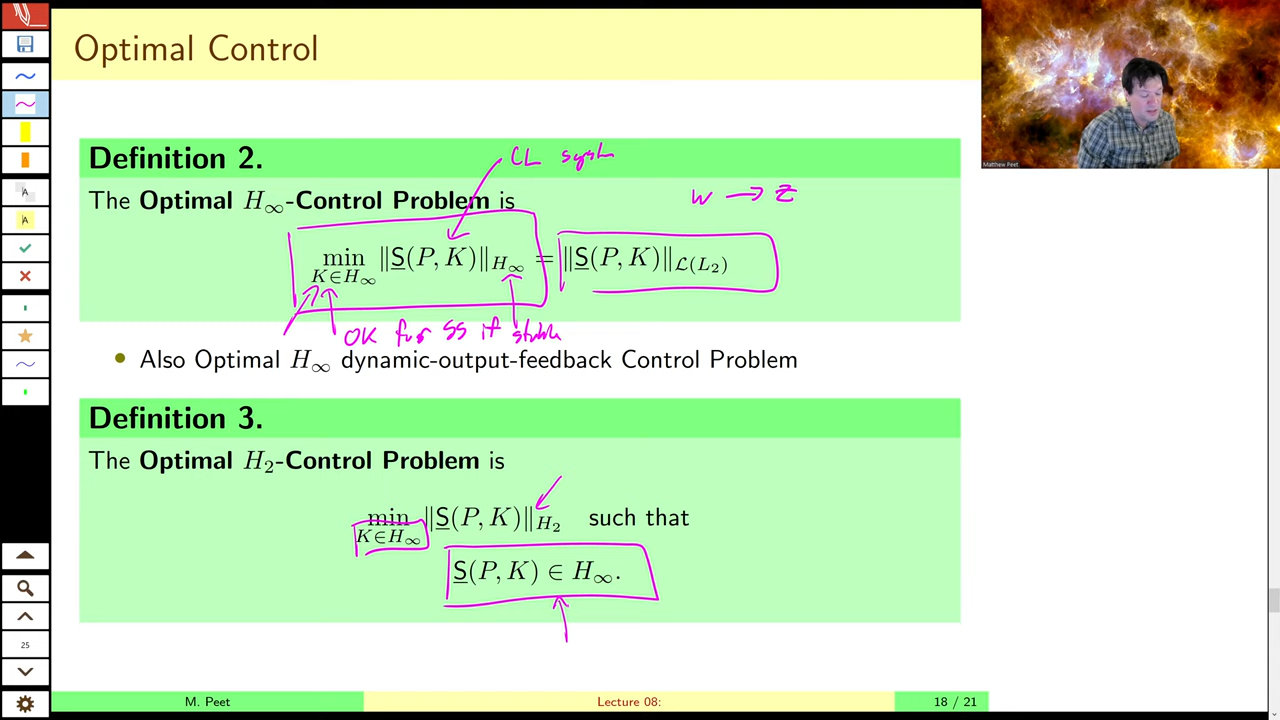 Optimal Control
Matthew Peet
Definition 2.
CL syst
The Optimal H∞-Control Problem is
w → z
min ‖S(P, K)‖H∞ = ‖S(P, K)‖L(L2)
K∈H∞
OK for SS if stable
• Also Optimal H∞ dynamic-output-feedback Control Problem
Definition 3.
The Optimal H2-Control Problem is
min ‖S(P, K)‖H2 such that
K∈H∞
S(P, K) ∈ H∞.
25
M. Peet
Lecture 08:
18 / 21
A
A